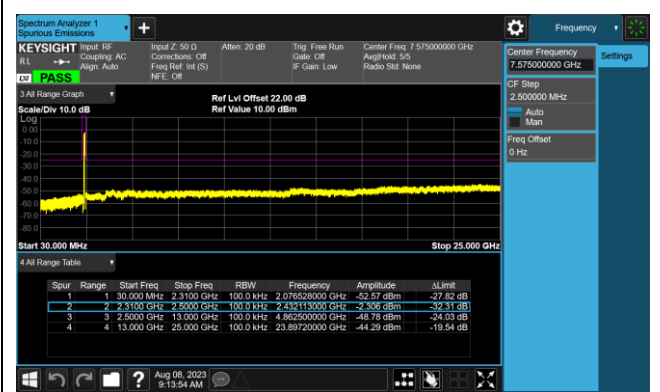 Spectrum Analyzer 1
Spurious Emissions
Frequency
KEYSIGHT Input: RF Input Z: 50 Ω Atten: 20 dB Trig: Free Run Center Freq: 7.575000000 GHz
RL Coupling: AC Corrections: Off Gate: Off Avg|Hold: 5/5
Align: Auto Freq Ref: Int (S) IF Gain: Low Radio Std: None
LXI PASS NFE: Off
Center Frequency
7.575000000 GHz
Settings
CF Step
2.500000 MHz
Auto
Man
Freq Offset
0 Hz
3 All Range Graph
Ref Lvl Offset 22.00 dB
Scale/Div 10.0 dB Ref Value 10.00 dBm
Log
0.00
-10.0
-20.0
-30.0
-40.0
-50.0
-60.0
-70.0
-80.0
Start 30.000 MHz Stop 25.000 GHz
4 All Range Table
Spur Range Start Freq Stop Freq RBW Frequency Amplitude ΔLimit
1 1 30.000 MHz 2.3100 GHz 100.0 kHz 2.076528000 GHz -52.57 dBm -27.82 dB
2 2 2.3100 GHz 2.5000 GHz 100.0 kHz 2.432113000 GHz -2.306 dBm -32.31 dB
3 3 2.5000 GHz 13.000 GHz 100.0 kHz 4.862500000 GHz -48.78 dBm -24.03 dB
4 4 13.000 GHz 25.000 GHz 100.0 kHz 23.89720000 GHz -44.29 dBm -19.54 dB
Aug 08, 2023
9:13:54 AM